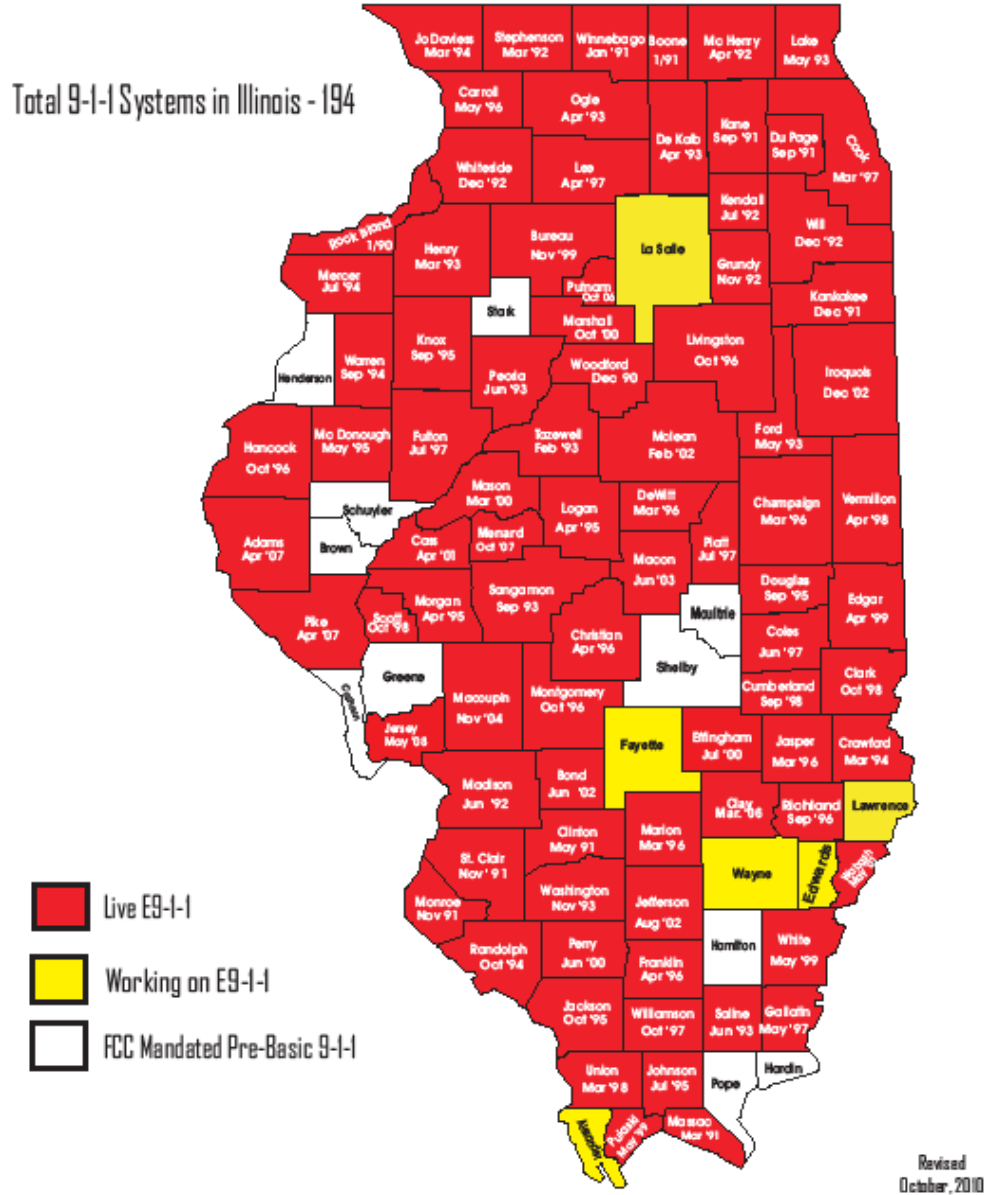 Total 9-1-1 Systems in Illinois - 194
Jo Daviess
Mar '94
Stephenson
Mar '92
Winnebago
Jan '91
Boone
1/91
Mc Henry
Apr '92
Lake
May 93
Carroll
May '96
Ogle
Apr '93
De Kalb
Apr '93
Kane
Sep '91
Du Page
Sep '91
Cook
Mar '97
Whiteside
Dec '92
Lee
Apr '97
Kendall
Jul '92
Will
Dec '92
Rock Island
1/90
Henry
Mar '93
Bureau
Nov '99
La Salle
Grundy
Nov 92
Mercer
Jul '94
Putnam
Oct 06
Kankakee
Dec '91
Stark
Marshall
Oct '00
Livingston
Oct '96
Henderson
Warren
Sep '94
Knox
Sep '95
Peoria
Jun '93
Woodford
Dec 90
Iroquois
Dec '02
Hancock
Oct '96
Mc Donough
May '95
Fulton
Jul '97
Tazewell
Feb '93
Mclean
Feb '02
Ford
May '93
Mason
Mar '00
Logan
Apr '95
DeWitt
Mar '96
Champaign
Mar '96
Vermilion
Apr '98
Schuyler
Adams
Apr '07
Brown
Cass
Apr '01
Menard
Oct '07
Piatt
Jul '97
Macon
Jun '03
Pike
Apr '07
Scott
Oct '98
Morgan
Apr '95
Sangamon
Sep 93
Douglas
Sep '95
Edgar
Apr '99
Moultrie
Christian
Apr '96
Coles
Jun '97
Shelby
Greene
Calhoun
Macoupin
Nov '04
Montgomery
Oct '96
Cumberland
Sep '98
Clark
Oct '98
Jersey
May '08
Fayette
Effingham
Jul '00
Jasper
Mar '96
Crawford
Mar '94
Madison
Jun '92
Bond
Jun '02
Clay
Mar. '06
Richland
Sep '96
Lawrence
Clinton
May 91
Marion
Mar '96
St. Clair
Nov '91
Wayne
Edwards
Wabash
Washington
Nov '93
Monroe
Nov 91
Jefferson
Aug '02
Randolph
Oct '94
Perry
Jun '00
Hamilton
White
May '99
Franklin
Apr '96
Jackson
Oct '95
Williamson
Oct '97
Saline
Jun '93
Gallatin
May '97
Union
Mar '98
Johnson
Jul '95
Pope
Hardin
Alexander
Pulaski
May '99
Massac
Mar '91
Live E9-1-1
Working on E9-1-1
FCC Mandated Pre-Basic 9-1-1
Revised
October, 2010